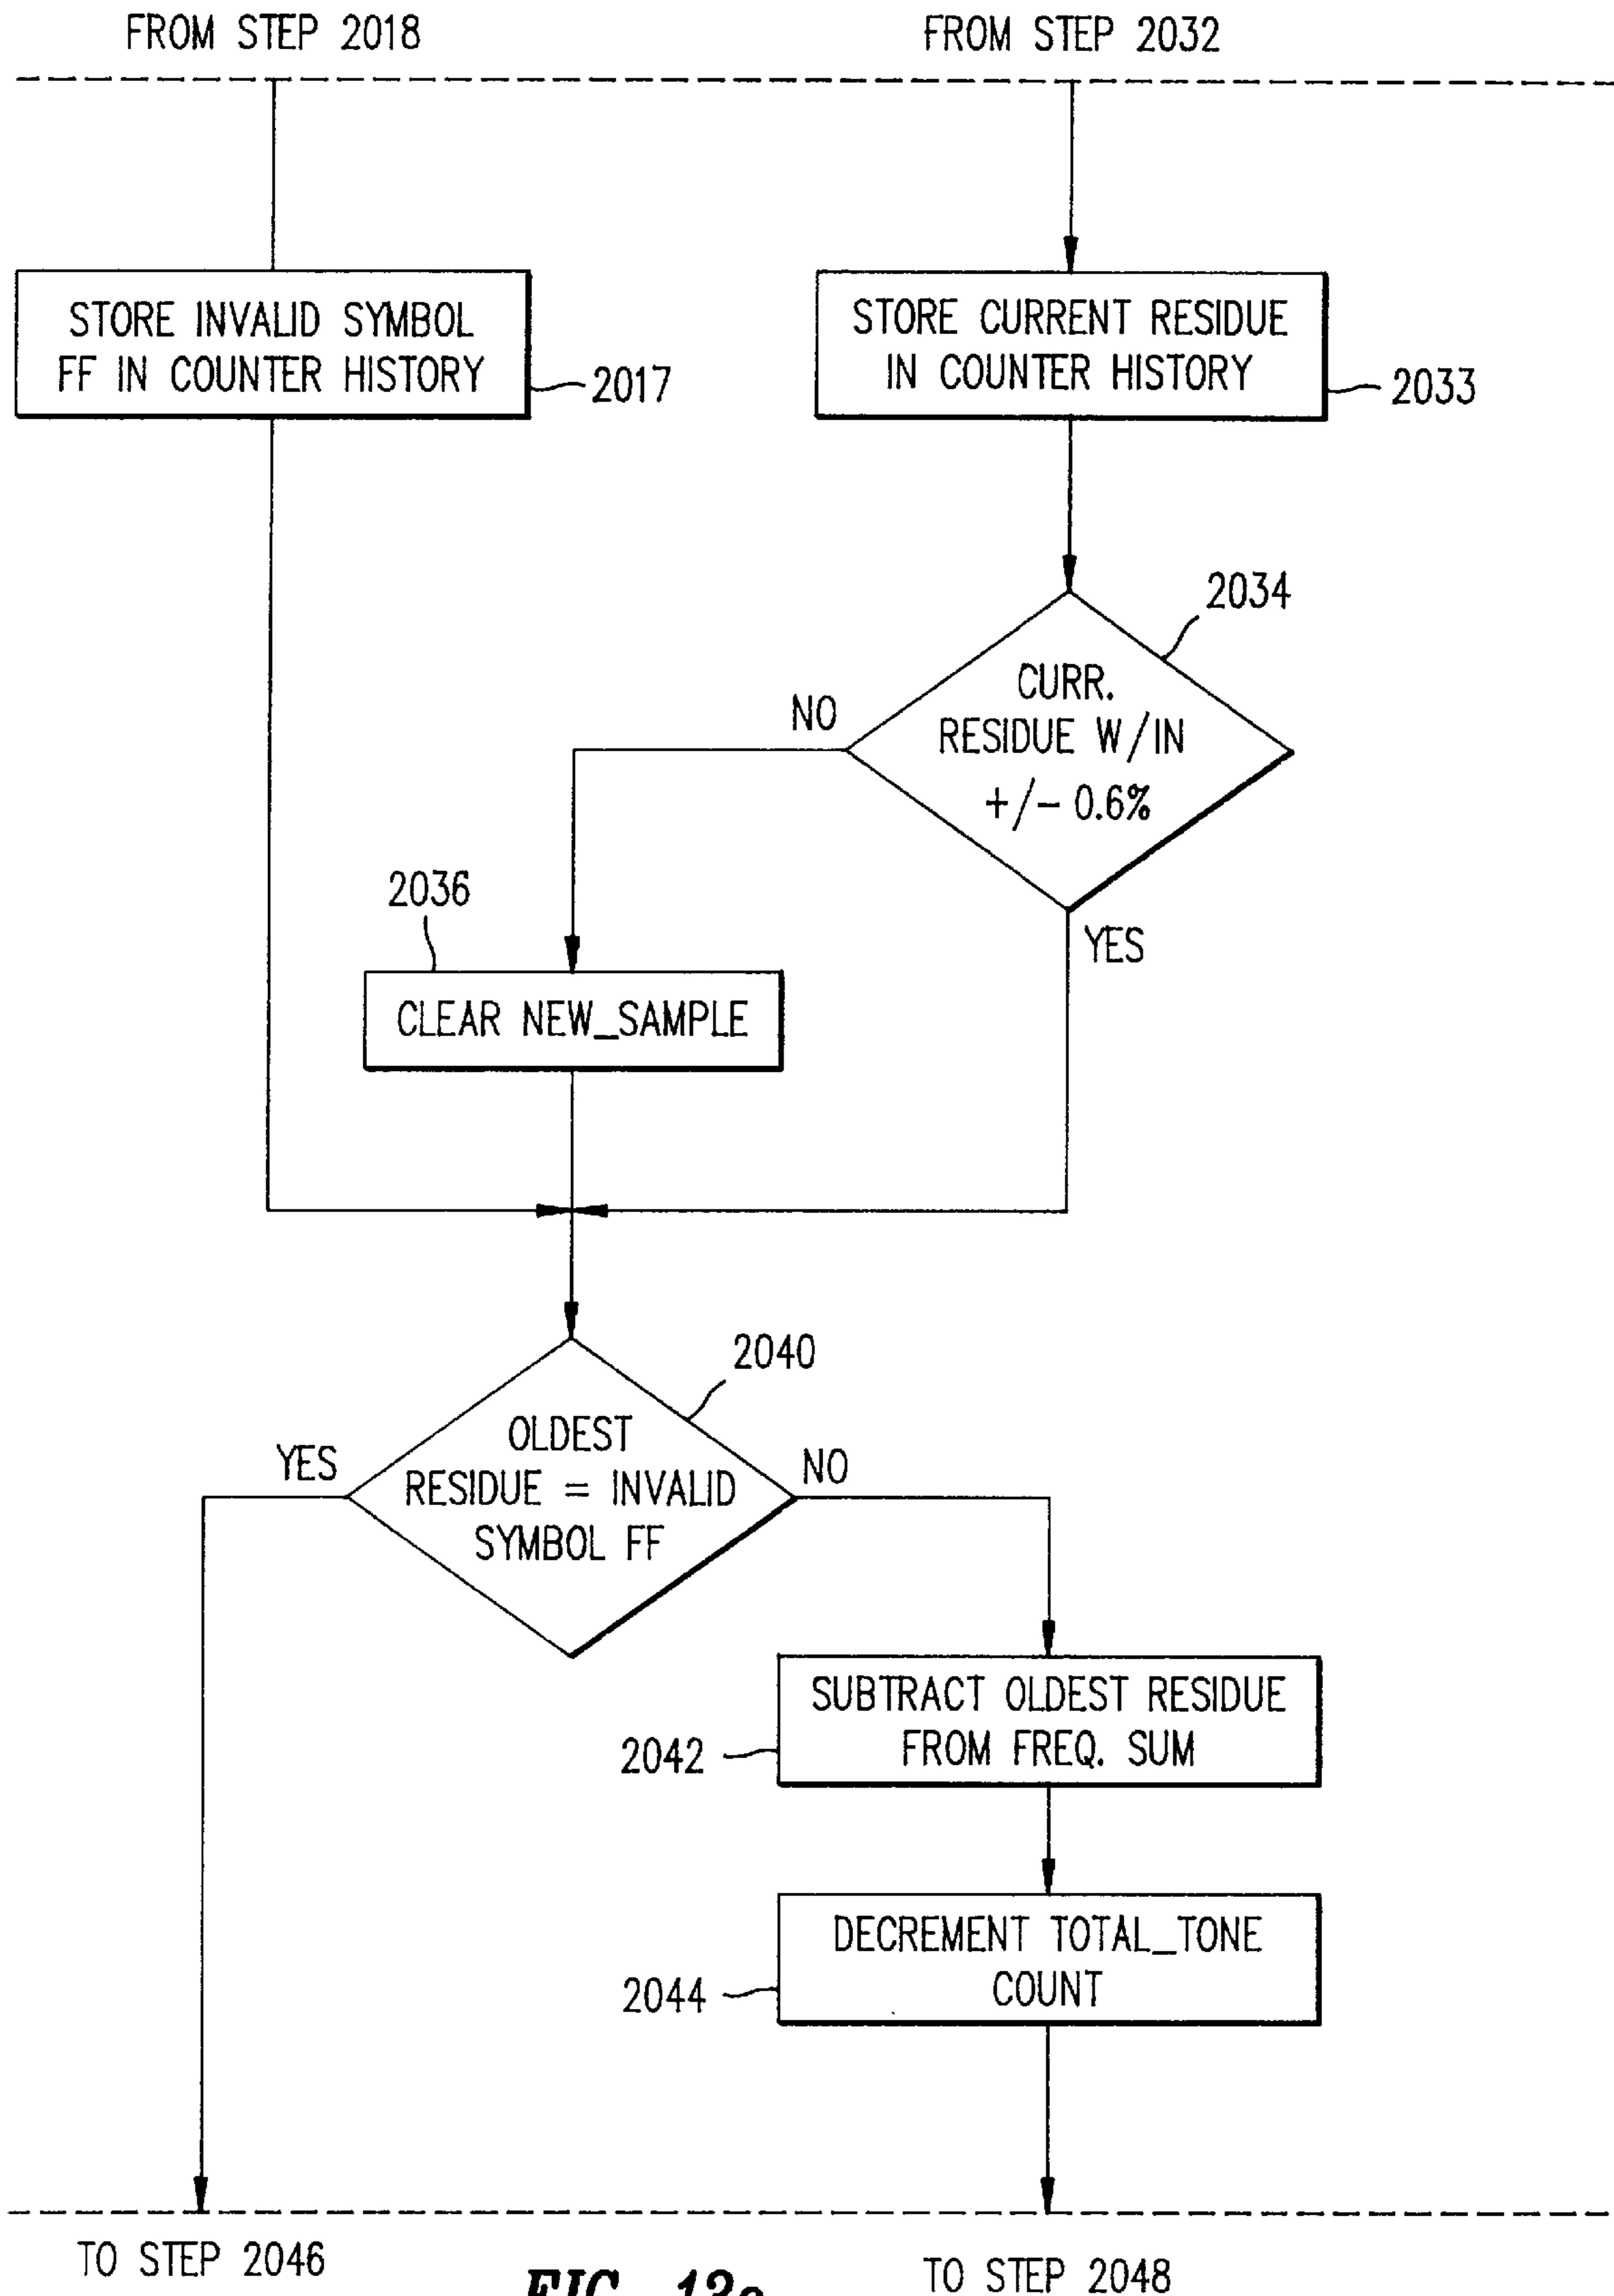 FROM STEP 2018
FROM STEP 2032
STORE INVALID SYMBOL
FF IN COUNTER HISTORY
2017
STORE CURRENT RESIDUE
IN COUNTER HISTORY
2033
2034
CURR.
RESIDUE W/IN
+/- 0.6%
NO
YES
2036
CLEAR NEW_SAMPLE
2040
OLDEST
RESIDUE = INVALID
SYMBOL FF
YES
NO
SUBTRACT OLDEST RESIDUE
FROM FREQ. SUM
2042
DECREMENT TOTAL_TONE
COUNT
2044
TO STEP 2046
TO STEP 2048